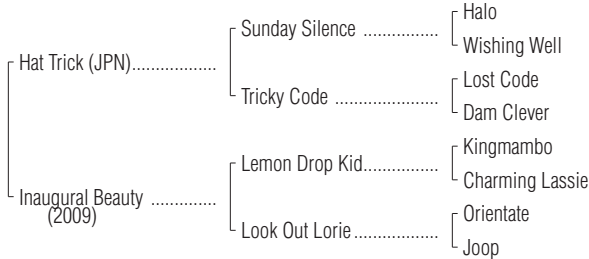 Halo
Sunday Silence ................
Wishing Well
Hat Trick (JPN).................
Lost Code
Tricky Code .....................
Dam Clever
Kingmambo
Lemon Drop Kid..............
Charming Lassie
Inaugural Beauty .............
(2009)
Orientate
Look Out Lorie.................
Joop